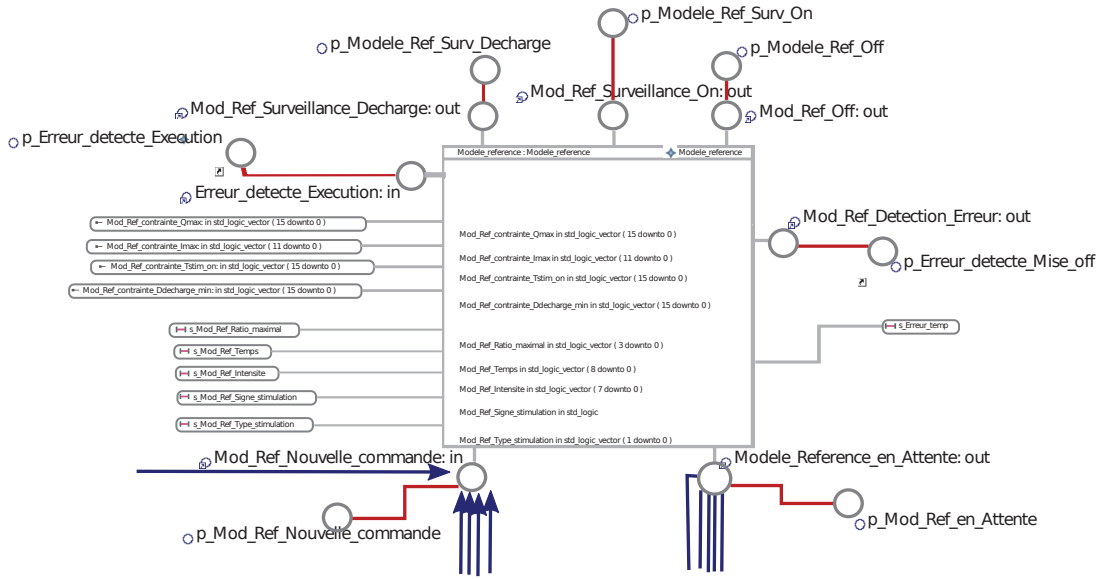 p_Modele_Ref_Surv_On
p_Modele_Ref_Surv_Decharge
p_Modele_Ref_Off
Mod_Ref_Surveillance_Decharge: out
Mod_Ref_Surveillance_On: out
Mod_Ref_Off: out
p_Erreur_detecte_Execution
Modele_reference : Modele_reference
Modele_reference
Erreur_detecte_Execution: in
Mod_Ref_contrainte_Qmax: in std_logic_vector ( 15 downto 0 )
Mod_Ref_contrainte_Imax: in std_logic_vector ( 11 downto 0 )
Mod_Ref_contrainte_Tstim_on: in std_logic_vector ( 15 downto 0 )
Mod_Ref_contrainte_Ddecharge_min: in std_logic_vector ( 15 downto 0 )
s_Mod_Ref_Ratio_maximal
s_Mod_Ref_Temps
s_Mod_Ref_Intensite
s_Mod_Ref_Signe_stimulation
s_Mod_Ref_Type_stimulation
Mod_Ref_contrainte_Qmax in std_logic_vector ( 15 downto 0 )
Mod_Ref_contrainte_Imax in std_logic_vector ( 11 downto 0 )
Mod_Ref_contrainte_Tstim_on in std_logic_vector ( 15 downto 0 )
Mod_Ref_contrainte_Ddecharge_min in std_logic_vector ( 15 downto 0 )
Mod_Ref_Ratio_maximal in std_logic_vector ( 3 downto 0 )
Mod_Ref_Temps in std_logic_vector ( 8 downto 0 )
Mod_Ref_Intensite in std_logic_vector ( 7 downto 0 )
Mod_Ref_Signe_stimulation in std_logic
Mod_Ref_Type_stimulation in std_logic_vector ( 1 downto 0 )
Mod_Ref_Detection_Erreur: out
p_Erreur_detecte_Mise_off
s_Erreur_temp
Mod_Ref_Nouvelle_commande: in
Modele_Reference_en_Attente: out
p_Mod_Ref_Nouvelle_commande
p_Mod_Ref_en_Attente